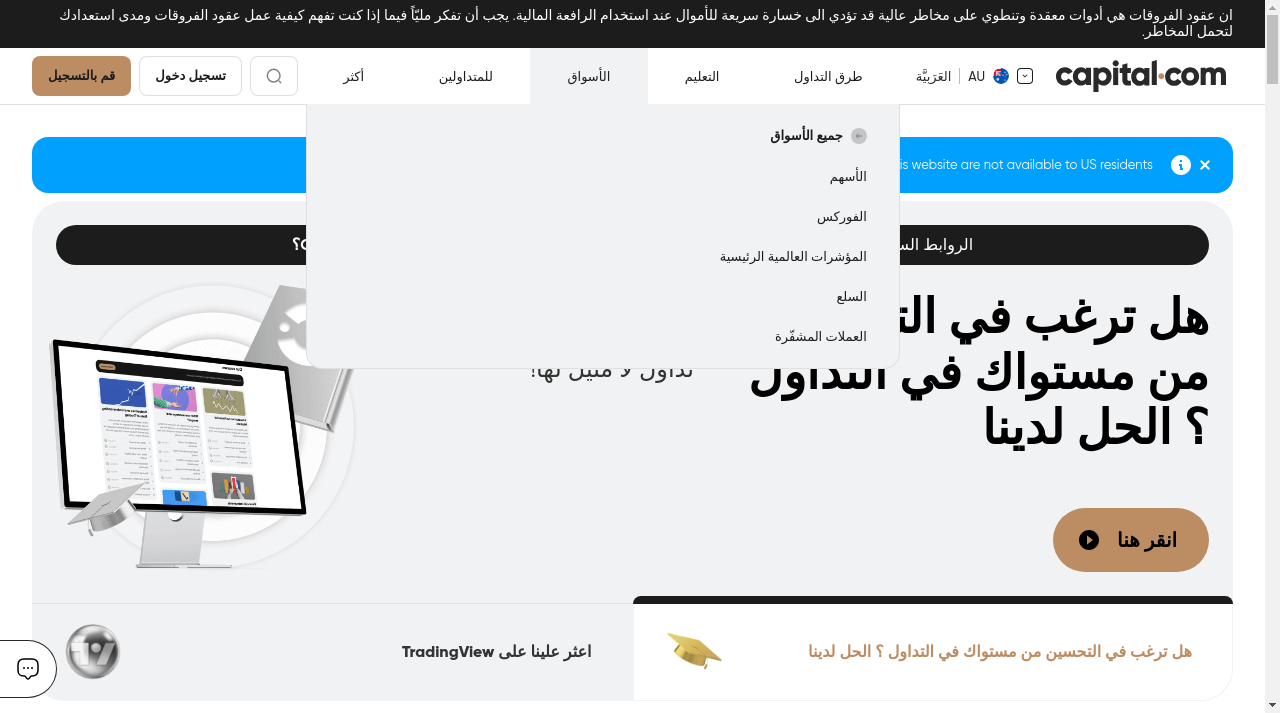 ان عقود الفروقات هي أدوات معقدة وتنطوي على مخاطر عالية قد تؤدي الى خسارة سريعة للأموال عند استخدام الرافعة المالية. يجب أن تفكر مليّاً فيما إذا كنت تفهم كيفية عمل عقود الفروقات ومدى استعدادك
لتحمل المخاطر.
capital.com
AU
العَرَبيَّة
طرق التداول
التعليم
الأسواق
للمتداولين
أكثر
تسجيل دخول
قم بالتسجيل
جميع الأسواق
الأسهم
الفوركس
المؤشرات العالمية الرئيسية
السلع
العملات المشفّرة
is website are not available to US residents
الروابط
هل ترغب في
من مستواك في التداول
؟ الحل لدينا
تداول لا مثيل لها!
انقر هنا
هل ترغب في التحسين من مستواك في التداول ؟ الحل لدينا
اعثر علينا على TradingView